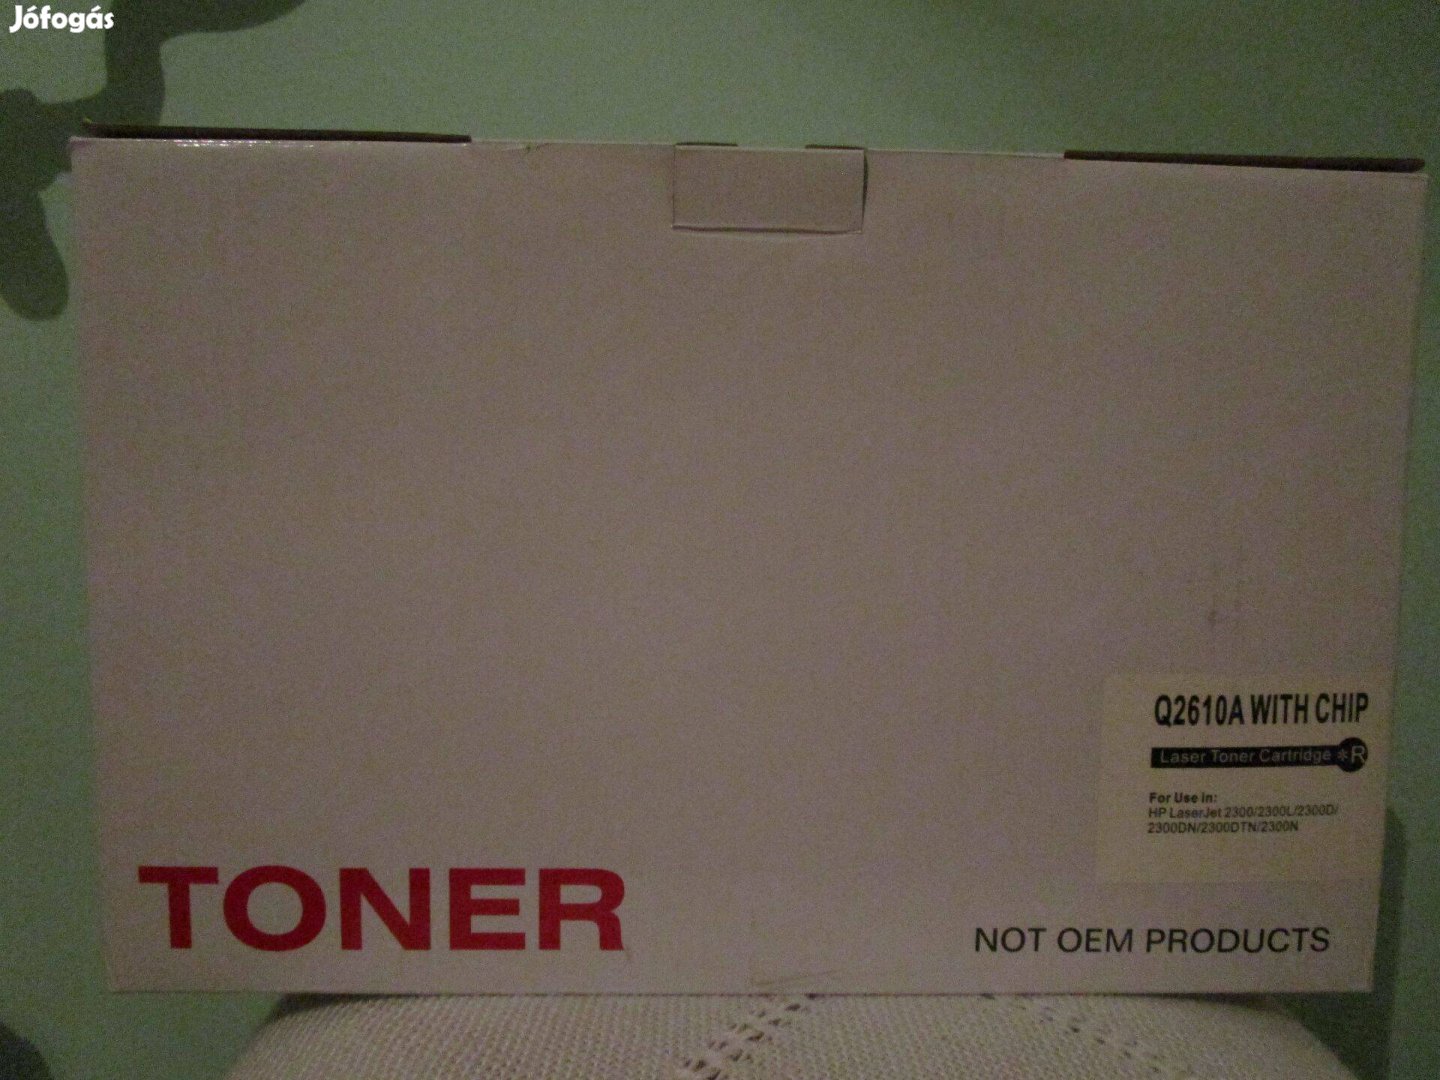 Jófogás
Q2610A WITH CHIP
Laser Toner Cartridge *R
For Use in:
HP LaserJet 2300/2300L/2300D/
2300DN/2300DTN/2300N
TONER
NOT OEM PRODUCTS